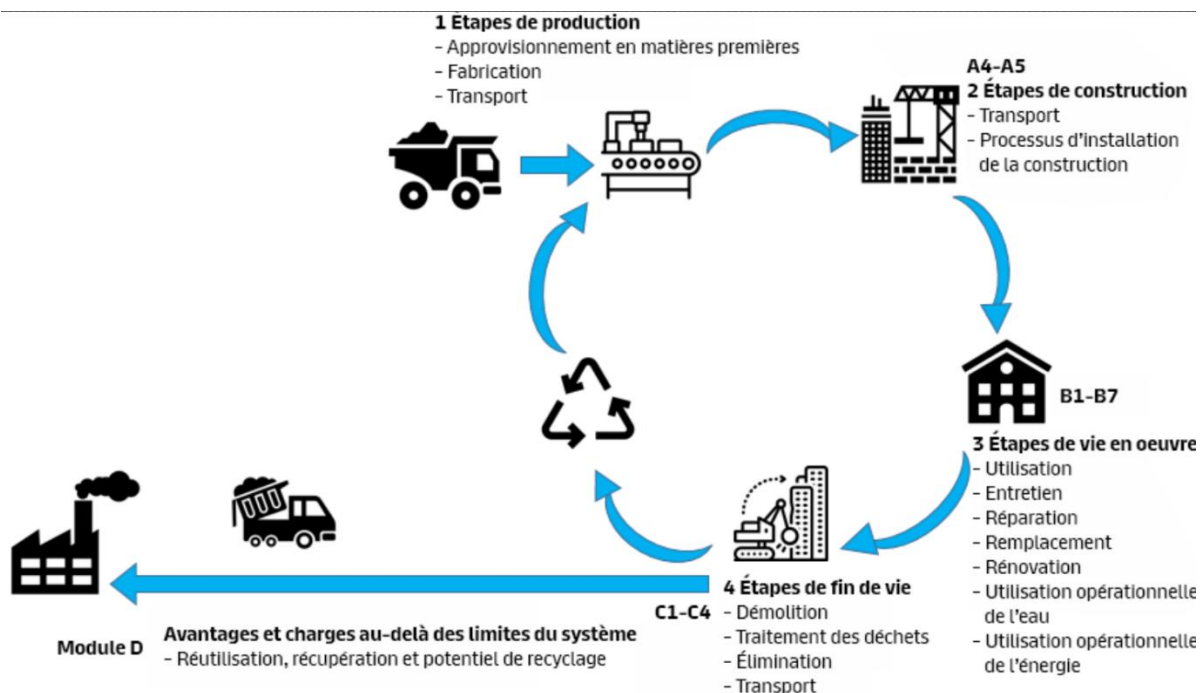 1 Étapes de production
- Approvisionnement en matières premières
- Fabrication
- Transport
A4-A5
2 Étapes de construction
- Transport
- Processus d'installation
de la construction
B1-B7
3 Étapes de vie en oeuvre
- Utilisation
- Entretien
- Réparation
- Remplacement
- Rénovation
- Utilisation opérationnelle
de l'eau
- Utilisation opérationnelle
de l'énergie
4 Étapes de fin de vie
C1-C4
- Démolition
- Traitement des déchets
- Élimination
- Transport
Module D
Avantages et charges au-delà des limites du système
- Réutilisation, récupération et potentiel de recyclage